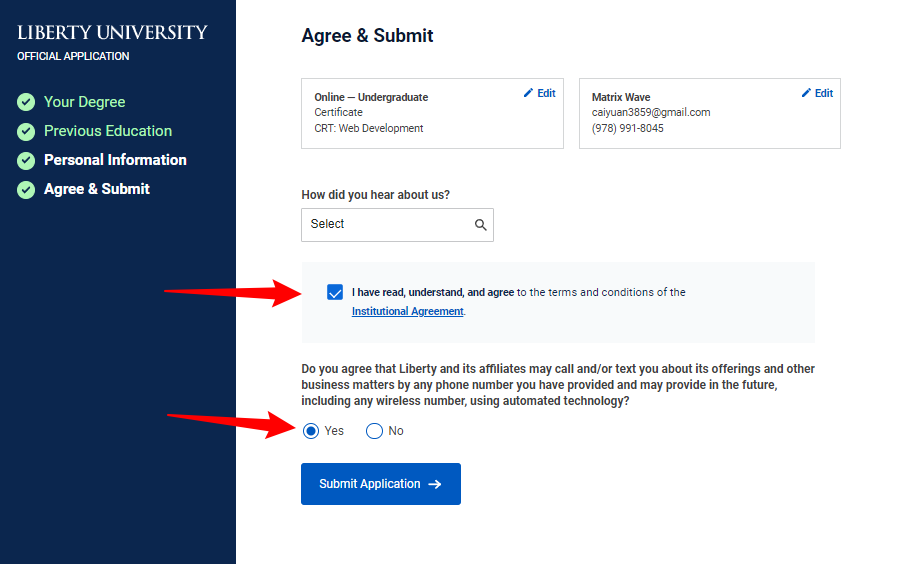 LIBERTY UNIVERSITY
OFFICIAL APPLICATION
Your Degree
Previous Education
Personal Information
Agree & Submit
Agree & Submit
Online — Undergraduate
Edit
Certificate
CRT: Web Development
Matrix Wave
Edit
caiyuan3859@gmail.com
(978) 991-8045
How did you hear about us?
Select
I have read, understand, and agree to the terms and conditions of the
Institutional Agreement.
Do you agree that Liberty and its affiliates may call and/or text you about its offerings and other
business matters by any phone number you have provided and may provide in the future,
including any wireless number, using automated technology?
Yes No
Submit Application